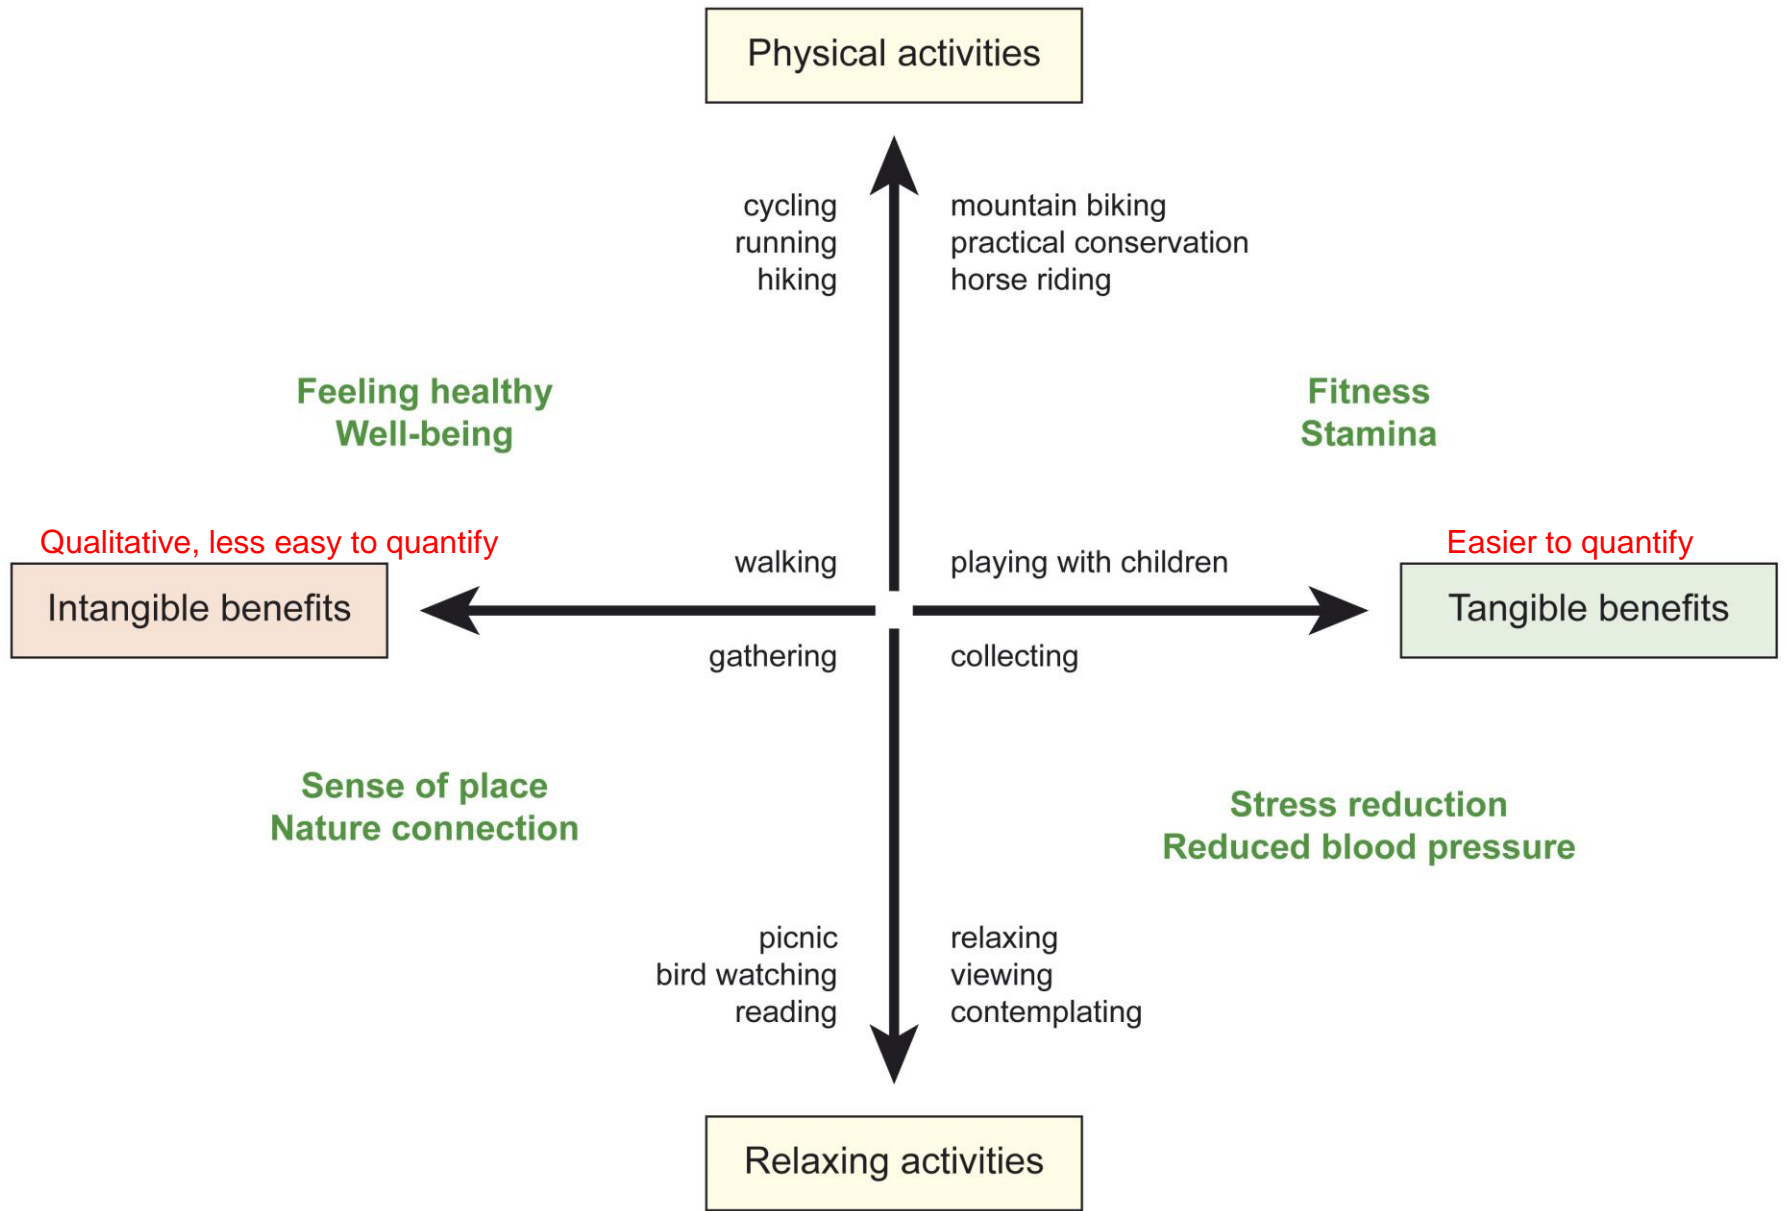 Physical activities
cycling
running
hiking
mountain biking
practical conservation
horse riding
Feeling healthy
Well-being
Fitness
Stamina
Qualitative, less easy to quantify
Intangible benefits
walking
playing with children
Easier to quantify
Tangible benefits
gathering
collecting
Sense of place
Nature connection
Stress reduction
Reduced blood pressure
picnic
bird watching
reading
relaxing
viewing
contemplating
Relaxing activities